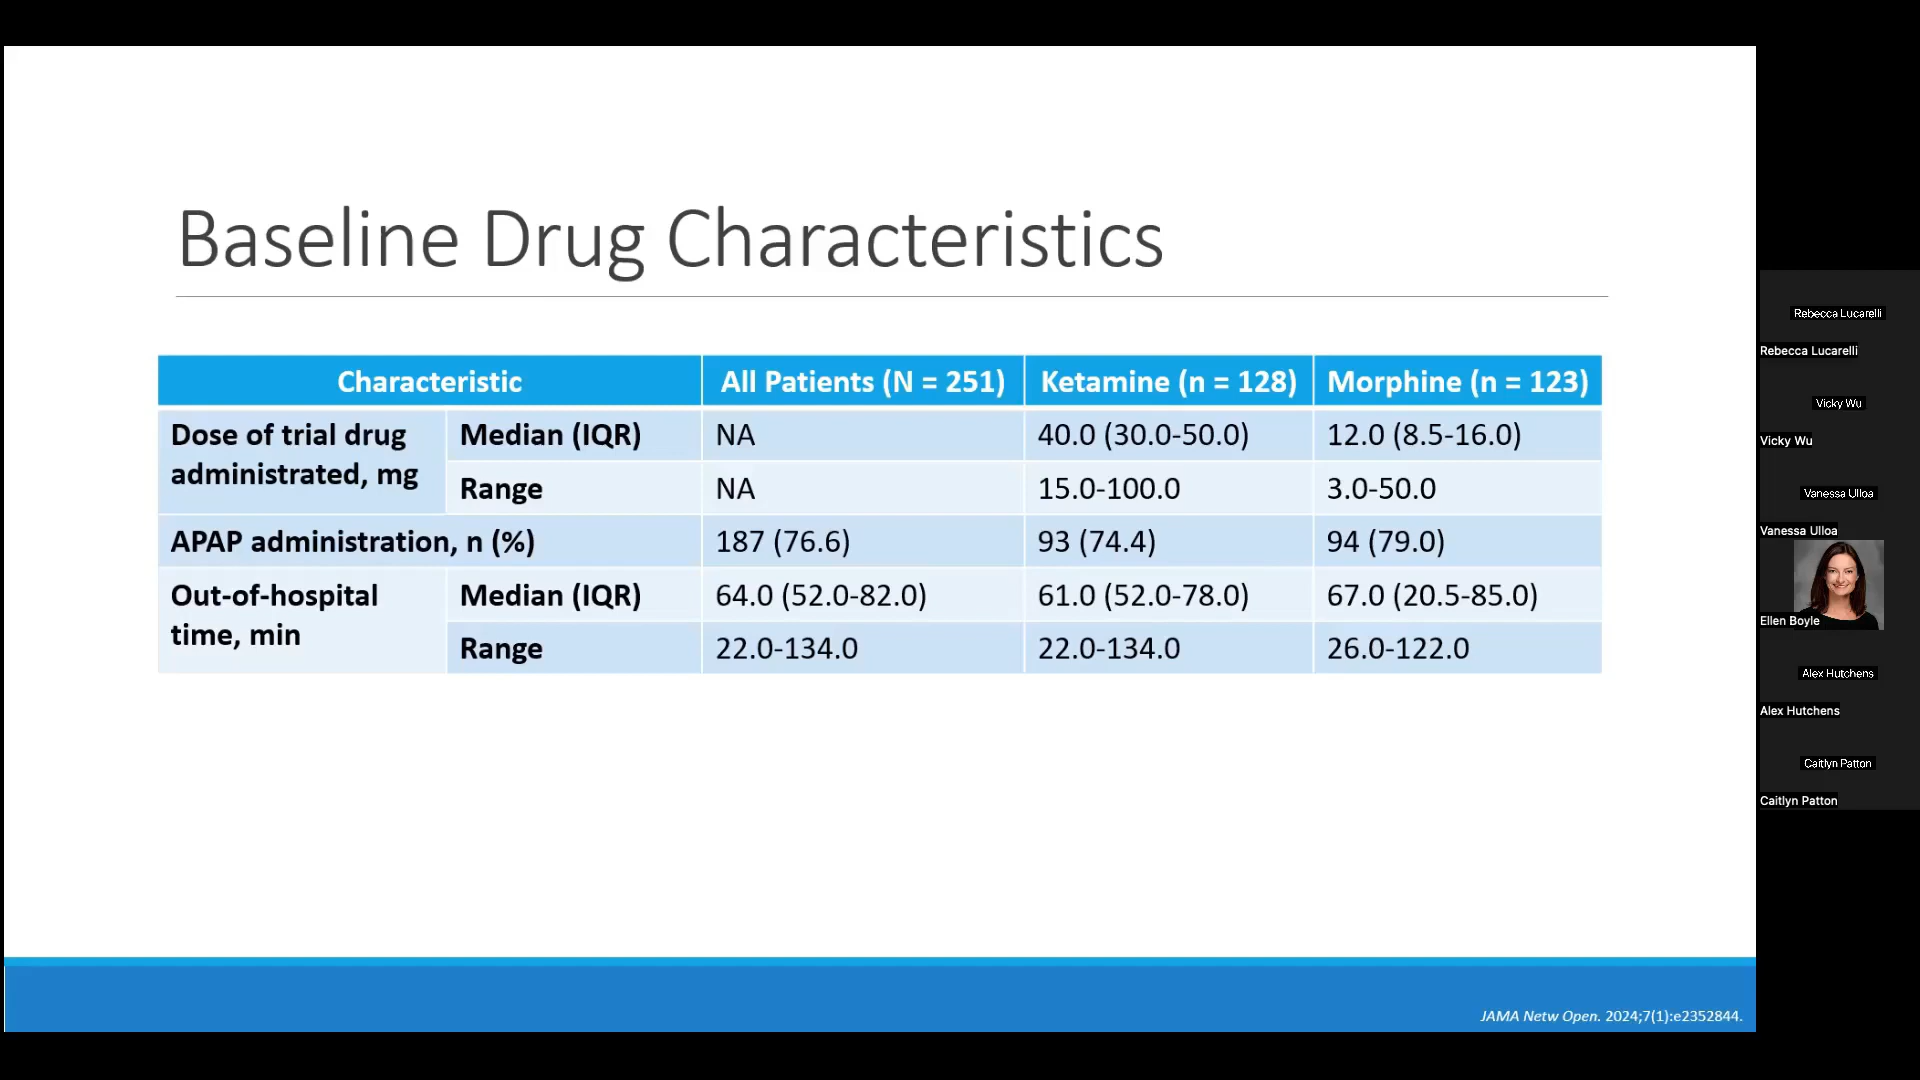 Baseline Drug Characteristics
Characteristic All Patients (N = 251) Ketamine (n = 128) Morphine (n = 123)
Dose of trial drug administrated, mg Median (IQR) NA 40.0 (30.0-50.0) 12.0 (8.5-16.0)
Range NA 15.0-100.0 3.0-50.0
APAP administration, n (%) 187 (76.6) 93 (74.4) 94 (79.0)
Out-of-hospital time, min Median (IQR) 64.0 (52.0-82.0) 61.0 (52.0-78.0) 67.0 (20.5-85.0)
Range 22.0-134.0 22.0-134.0 26.0-122.0
JAMA Netw Open. 2024;7(1):e2352844.
Rebecca Lucarelli
Rebecca Lucarelli
Vicky Wu
Vicky Wu
Vanessa Ulloa
Vanessa Ulloa
Ellen Boyle
Alex Hutchens
Alex Hutchens
Caitlyn Patton
Caitlyn Patton